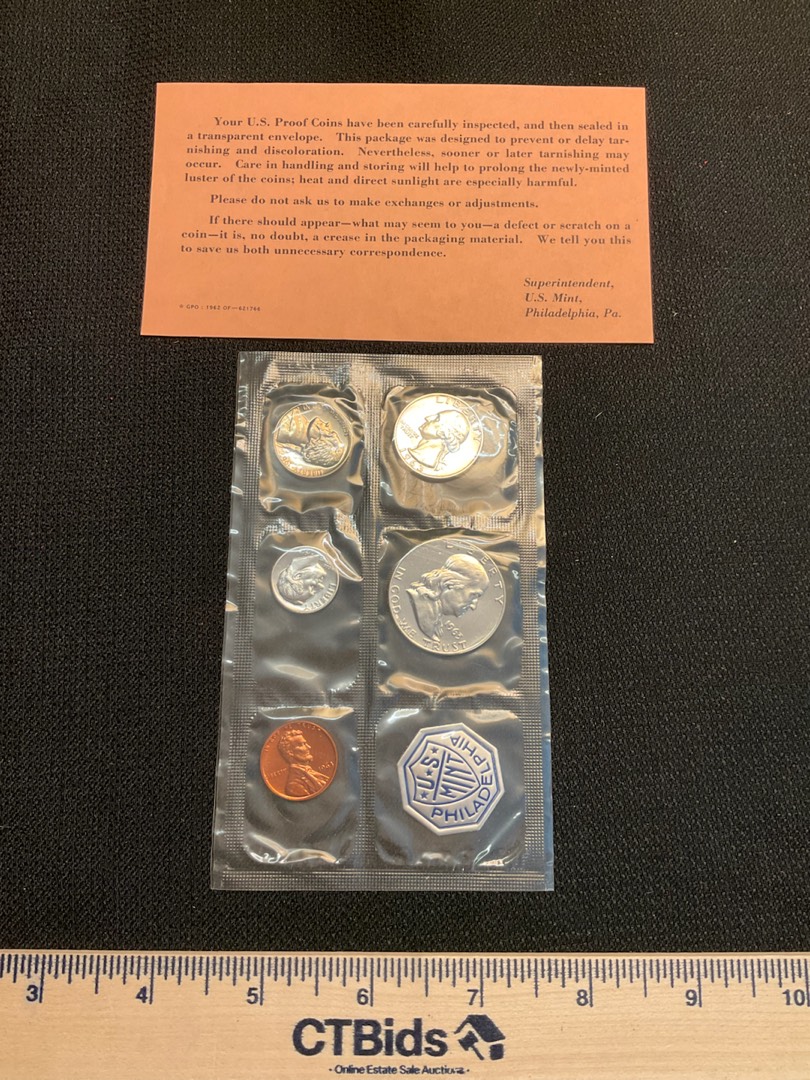 Your U.S. Proof Coins have been carefully inspected, and then sealed in
a transparent envelope. This package was designed to prevent or delay tar-
nishing and discoloration. Nevertheless, sooner or later tarnishing may
occur. Care in handling and storing will help to prolong the newly-minted
luster of the coins; heat and direct sunlight are especially harmful.
Please do not ask us to make exchanges or adjustments.
If there should appear—what may seem to you—a defect or scratch on a
coin—it is, no doubt, a crease in the packaging material. We tell you this
to save us both unnecessary correspondence.
Superintendent,
U.S. Mint,
Philadelphia, Pa.
LIBERTY
LIBERTY
IN GOD WE TRUST
U.S.
MINT
PHILADELPHIA
3 4 5 6 7 8 9 10
CTBids
- Online Estate Sale Auctions -